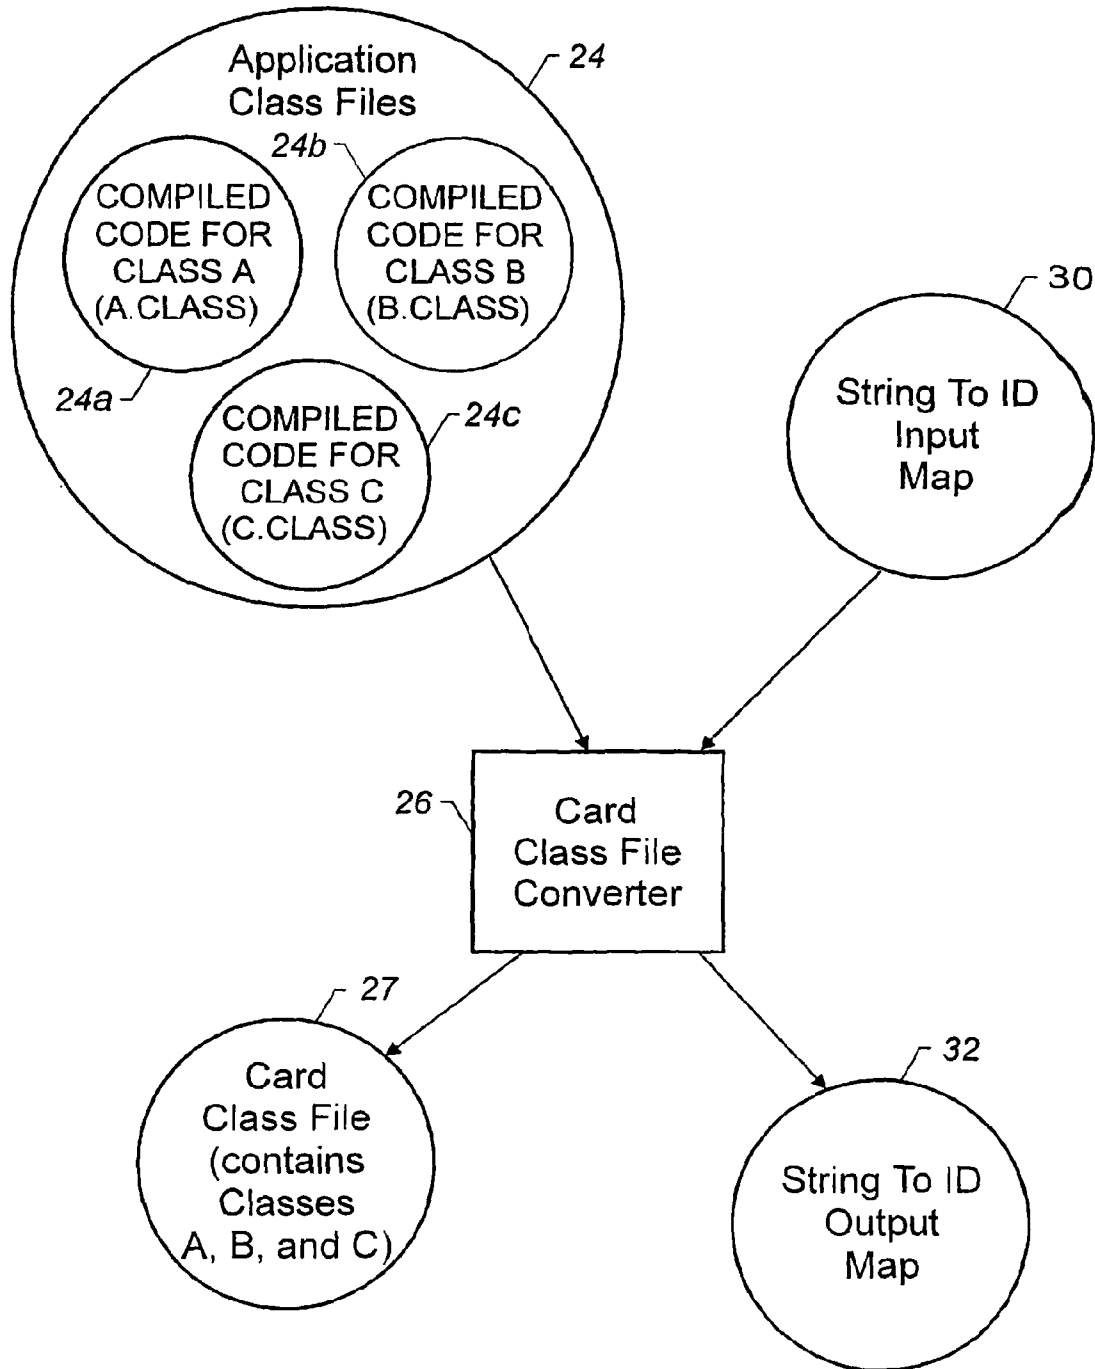 Application
Class Files
24
24b
COMPILED
CODE FOR
CLASS A
(A.CLASS)
COMPILED
CODE FOR
CLASS B
(B.CLASS)
24a
COMPILED
CODE FOR
CLASS C
(C.CLASS)
24c
30
String To ID
Input
Map
26
Card
Class File
Converter
27
Card
Class File
(contains
Classes
A, B, and C)
32
String To ID
Output
Map